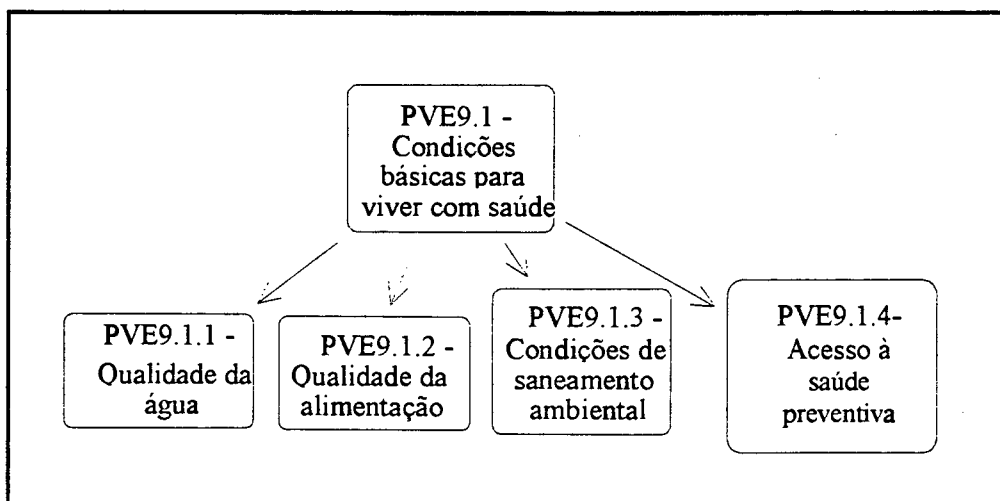 PVE9.1 -
Condições
básicas para
viver com saúde
PVE9.1.1 -
Qualidade da
água
PVE9.1.2 -
Qualidade da
alimentação
PVE9.1.3 -
Condições de
saneamento
ambiental
PVE9.1.4-
Acesso à
saúde
preventiva